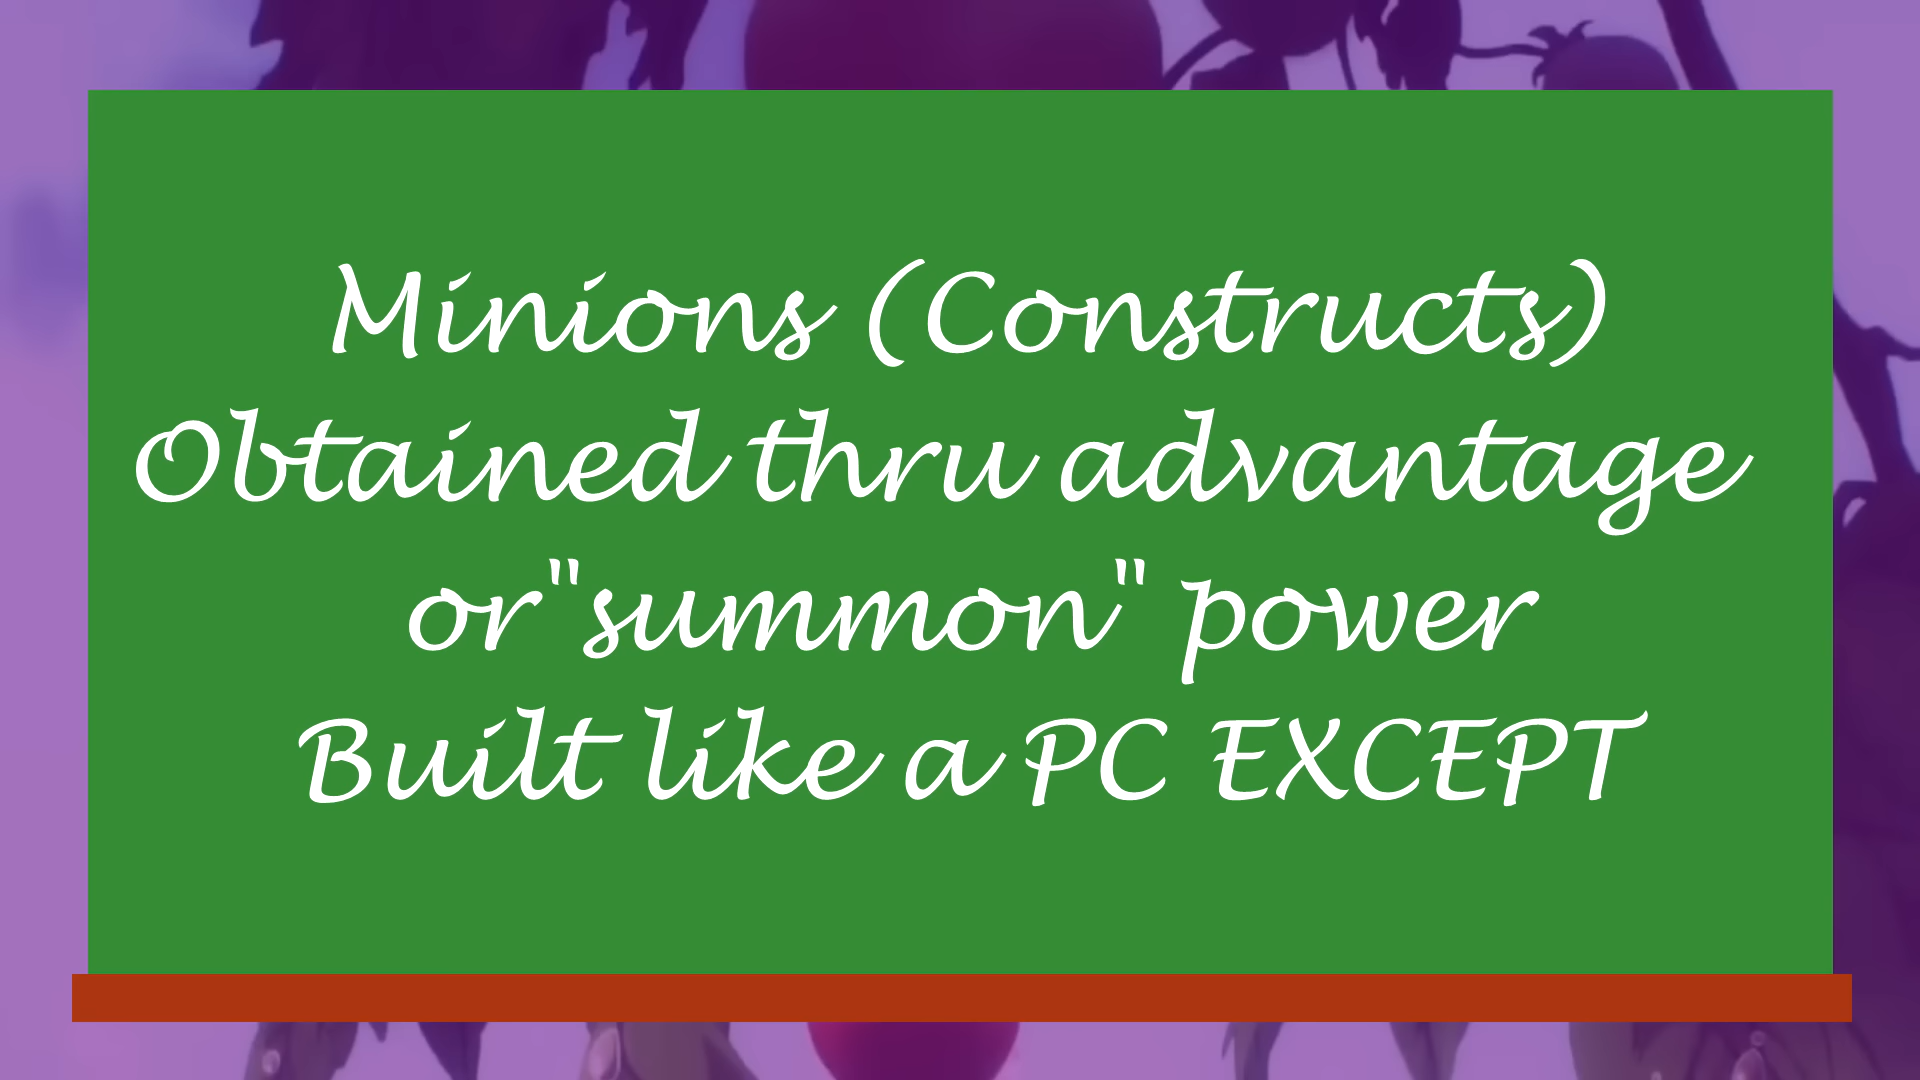 Minions (Constructs)
Obtained thru advantage
or"summon" power
Built like a PC EXCEPT